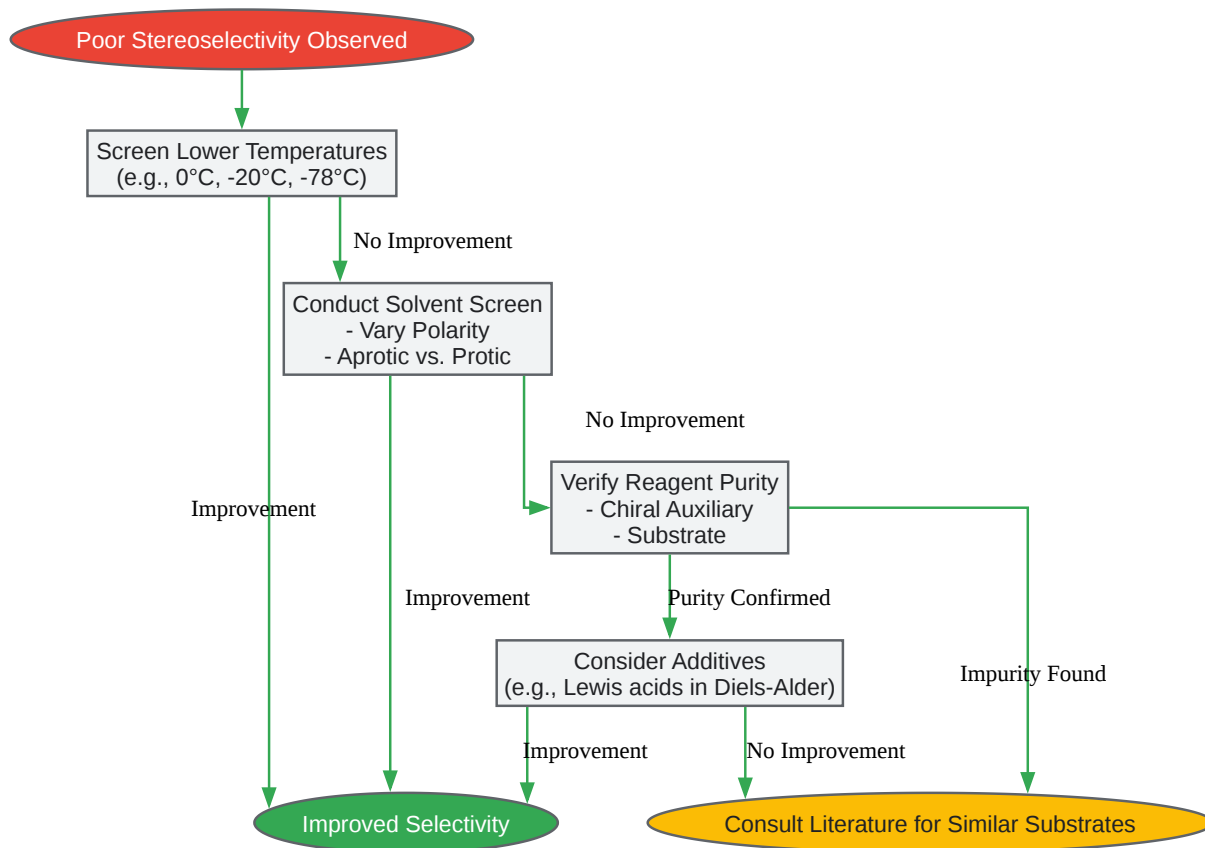 Poor Stereoselectivity Observed
Screen Lower Temperatures
(e.g., 0°C, -20°C, -78°C)
No Improvement
Conduct Solvent Screen
- Vary Polarity
- Aprotic vs. Protic
No Improvement
Verify Reagent Purity
- Chiral Auxiliary
- Substrate
Improvement
Improvement
Purity Confirmed
Consider Additives
(e.g., Lewis acids in Diels-Alder)
Impurity Found
Improvement
No Improvement
Improved Selectivity
Consult Literature for Similar Substrates